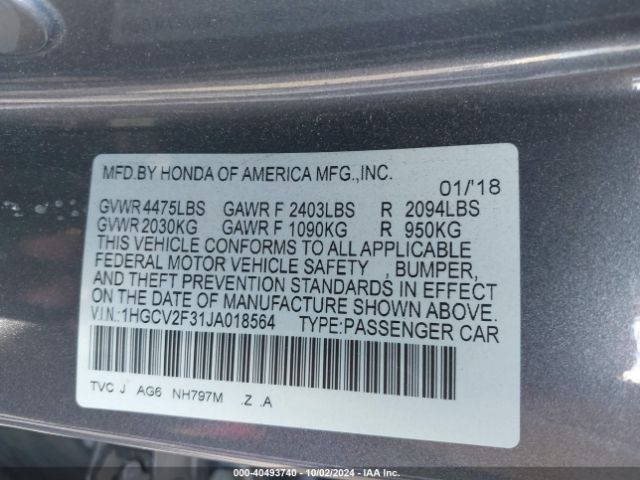 MFD.BY HONDA OF AMERICA MFG.,INC.
01/'18
GVWR 4475LBS GAWR F 2403LBS R 2094LBS
GVWR 2030KG GAWR F 1090KG R 950KG
THIS VEHICLE CONFORMS TO ALL APPLICABLE
FEDERAL MOTOR VEHICLE SAFETY , BUMPER,
AND THEFT PREVENTION STANDARDS IN EFFECT
ON THE DATE OF MANUFACTURE SHOWN ABOVE.
V.I.N.:1HGCV2F31JA018564 TYPE:PASSENGER CAR
TVC J AG6 NH797M .Z .A
000-40493740 - 10/02/2024 - IAA Inc.